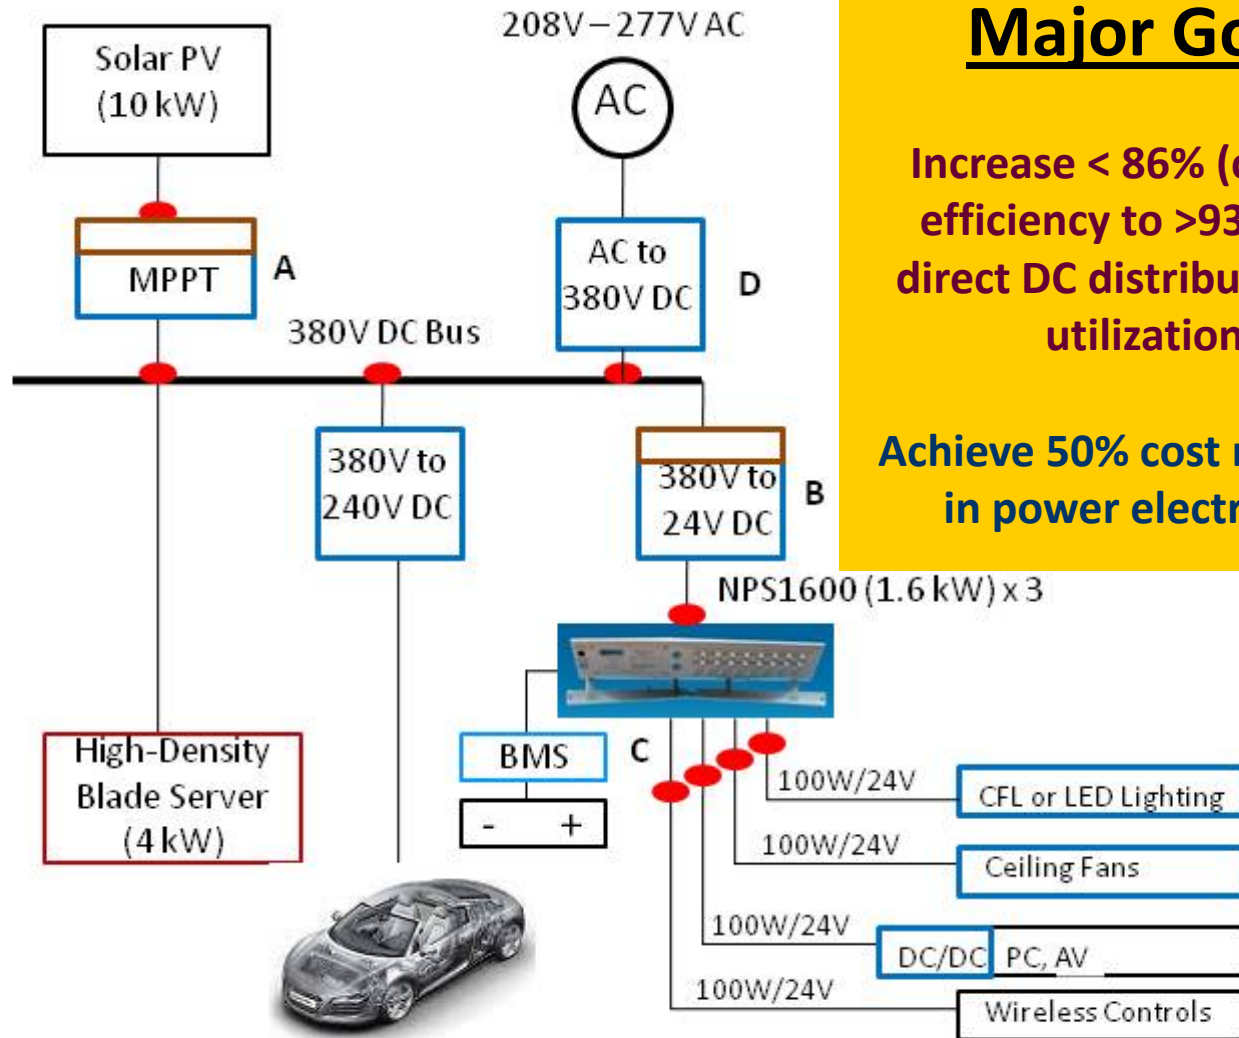 208V–277V AC
Solar PV
(10 kW)
AC
MPPT
A
AC to
380V DC
D
380V DC Bus
380V to
240V DC
380V to
24V DC
B
NPS1600 (1.6 kW) x 3
High-Density
Blade Server
(4 kW)
BMS
- +
C
100W/24V
CFL or LED Lighting
100W/24V
Ceiling Fans
100W/24V
DC/DC PC, AV
100W/24V
Wireless Controls
Major Go
Increase < 86% (
efficiency to >93
direct DC distribu
utilization
Achieve 50% cost
in power electr